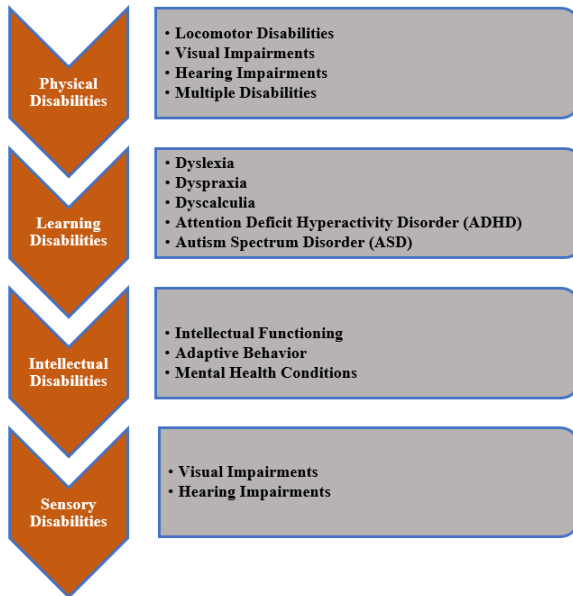 Physical
Disabilities
• Locomotor Disabilities
• Visual Impairments
• Hearing Impairments
• Multiple Disabilities
Learning
Disabilities
• Dyslexia
• Dyspraxia
• Dyscalculia
• Attention Deficit Hyperactivity Disorder (ADHD)
• Autism Spectrum Disorder (ASD)
Intellectual
Disabilities
• Intellectual Functioning
• Adaptive Behavior
• Mental Health Conditions
Sensory
Disabilities
• Visual Impairments
• Hearing Impairments